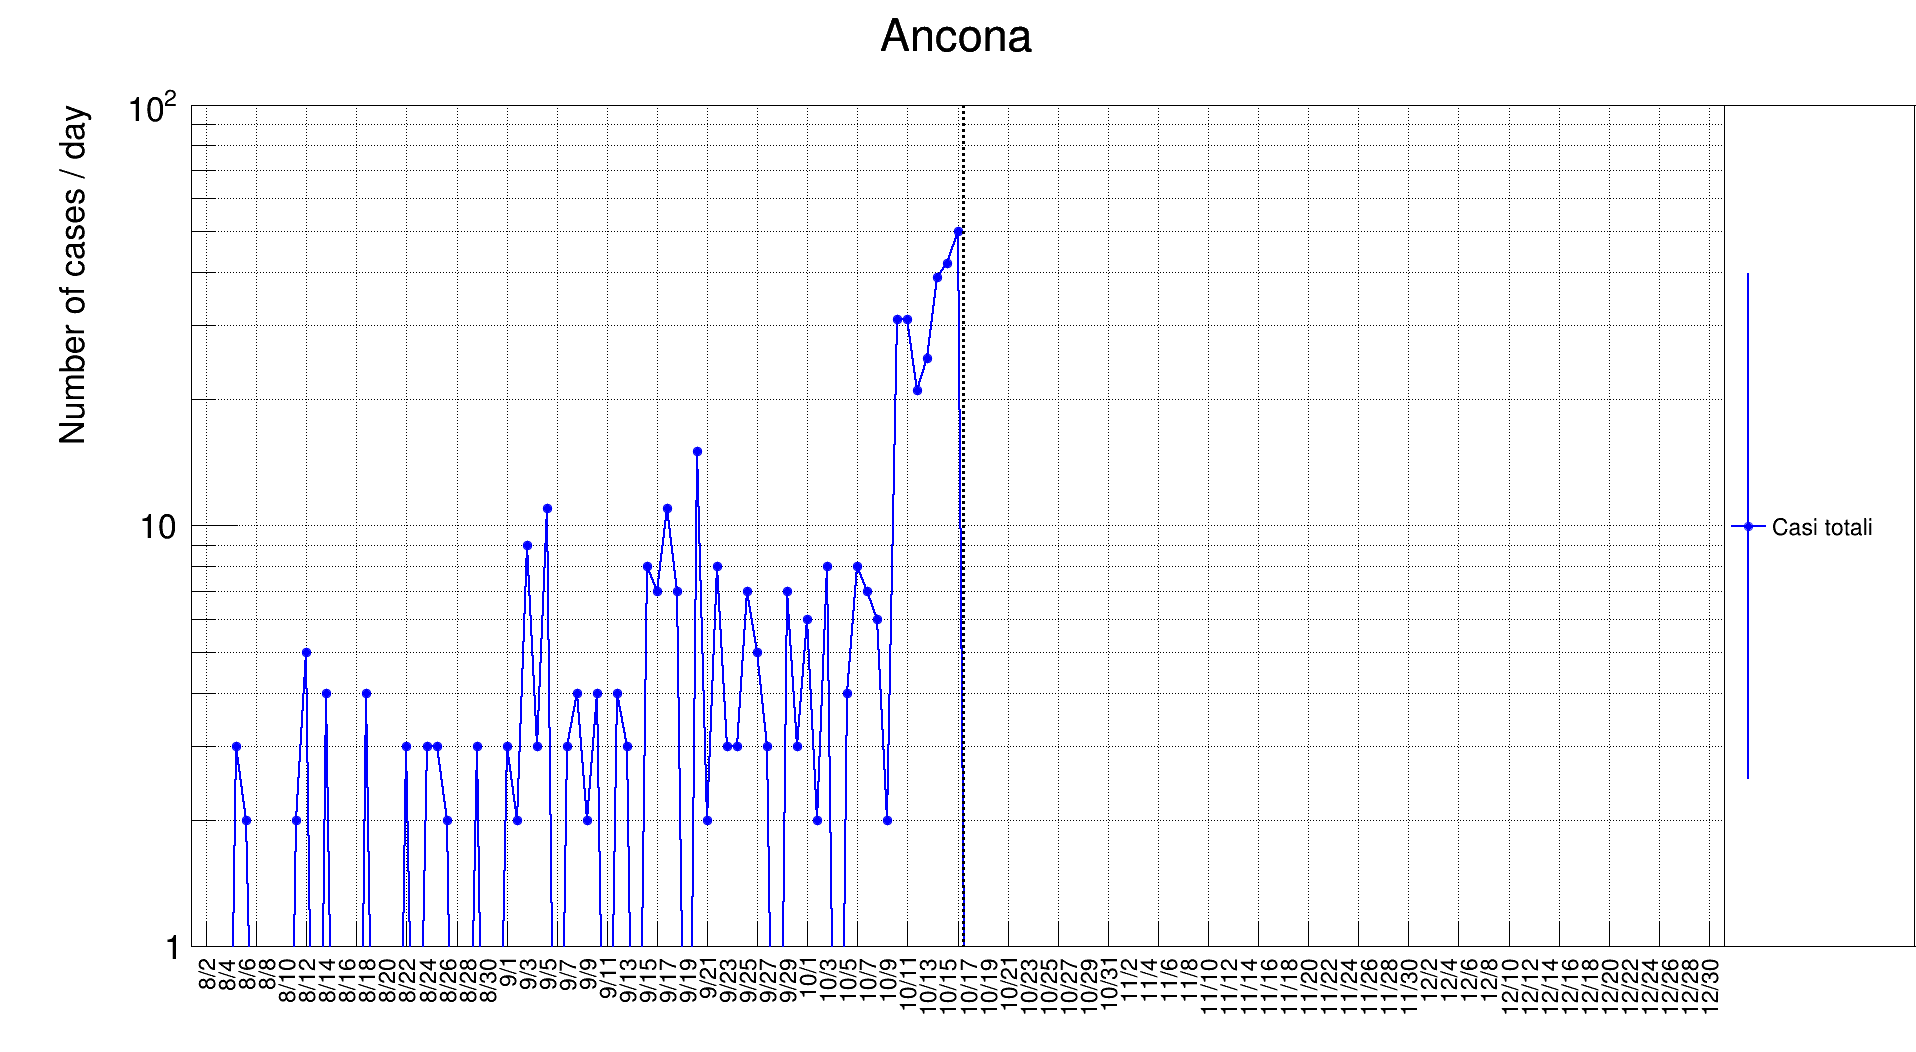 Ancona
Number of cases / day
10²
10
1
8/2 8/4 8/6 8/8 8/10 8/12 8/14 8/16 8/18 8/20 8/22 8/24 8/26 8/28 8/30 9/1 9/3 9/5 9/7 9/9 9/11 9/13 9/15 9/17 9/19 9/21 9/23 9/25 9/27 9/29 10/1 10/3 10/5 10/7 10/9 10/11 10/13 10/15 10/17 10/19 10/21 10/23 10/25 10/27 10/29 10/31 11/2 11/4 11/6 11/8 11/10 11/12 11/14 11/16 11/18 11/20 11/22 11/24 11/26 11/28 11/30 12/2 12/4 12/6 12/8 12/10 12/12 12/14 12/16 12/18 12/20 12/22 12/24 12/26 12/28 12/30
Casi totali